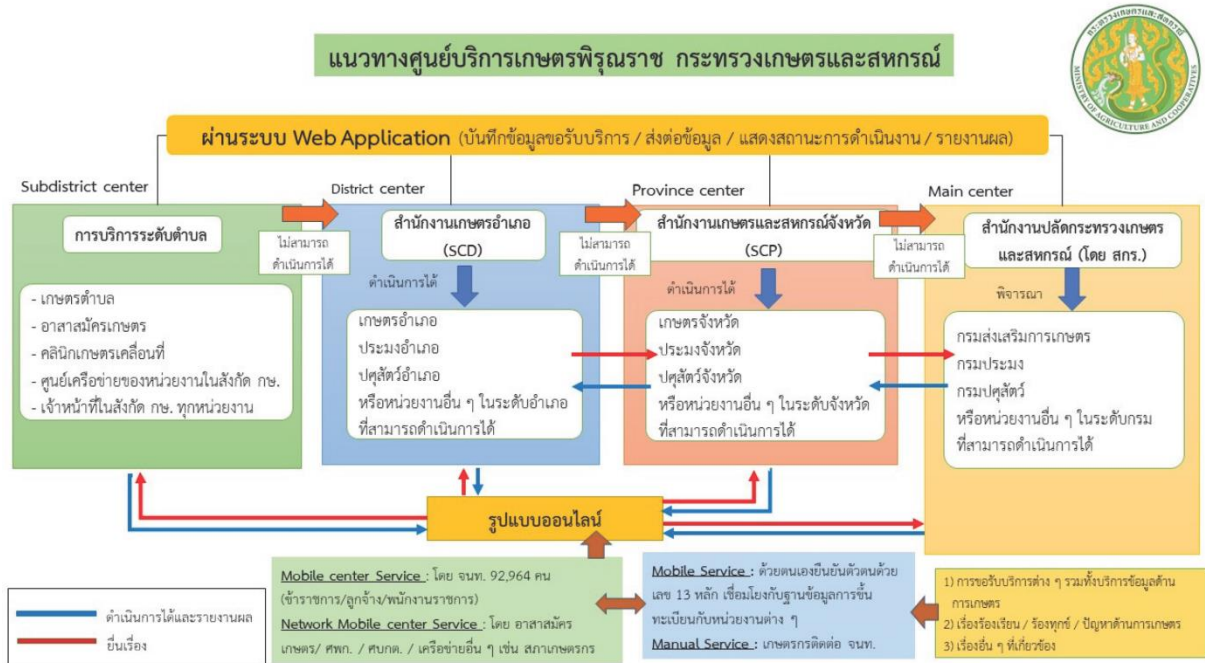 แนวทางศูนย์บริการเกษตรพิรุณราช กระทรวงเกษตรและสหกรณ์
กระทรวงเกษตรและสหกรณ์
MINISTRY OF AGRICULTURE AND COOPERATIVES
ผ่านระบบ Web Application (บันทึกข้อมูลขอรับบริการ / ส่งต่อข้อมูล / แสดงสถานะการดำเนินงาน / รายงานผล)
Subdistrict center
District center
Province center
Main center
การบริการระดับตำบล
- เกษตรตำบล
- อาสาสมัครเกษตร
- คลินิกเกษตรเคลื่อนที่
- ศูนย์เครือข่ายของหน่วยงานในสังกัด กษ.
- เจ้าหน้าที่ในสังกัด กษ. ทุกหน่วยงาน
ไม่สามารถ
ดำเนินการได้
สำนักงานเกษตรอำเภอ
(SCD)
ดำเนินการได้
เกษตรอำเภอ
ประมงอำเภอ
ปศุสัตว์อำเภอ
หรือหน่วยงานอื่น ๆ ในระดับอำเภอ
ที่สามารถดำเนินการได้
ไม่สามารถ
ดำเนินการได้
สำนักงานเกษตรและสหกรณ์จังหวัด
(SCP)
ดำเนินการได้
เกษตรจังหวัด
ประมงจังหวัด
ปศุสัตว์จังหวัด
หรือหน่วยงานอื่น ๆ ในระดับจังหวัด
ที่สามารถดำเนินการได้
ไม่สามารถ
ดำเนินการได้
สำนักงานปลัดกระทรวงเกษตร
และสหกรณ์ (โดย สกร.)
พิจารณา
กรมส่งเสริมการเกษตร
กรมประมง
กรมปศุสัตว์
หรือหน่วยงานอื่น ๆ ในระดับกรม
ที่สามารถดำเนินการได้
รูปแบบออนไลน์
ดำเนินการได้และรายงานผล
ยื่นเรื่อง
Mobile center Service : โดย จนท. 92,964 คน
(ข้าราชการ/ลูกจ้าง/พนักงานราชการ)
Network Mobile center Service : โดย อาสาสมัคร
เกษตร/ ศพก. / ศบกต. / เครือข่ายอื่น ๆ เช่น สภาเกษตรกร
Mobile Service : ด้วยตนเองยืนยันตัวตนด้วย
เลข 13 หลัก เชื่อมโยงกับฐานข้อมูลการขึ้น
ทะเบียนกับหน่วยงานต่าง ๆ
Manual Service : เกษตรกรติดต่อ จนท.
1) การขอรับบริการต่าง ๆ รวมทั้งบริการข้อมูลด้าน
การเกษตร
2) เรื่องร้องเรียน / ร้องทุกข์ / ปัญหาด้านการเกษตร
3) เรื่องอื่น ๆ ที่เกี่ยวข้อง